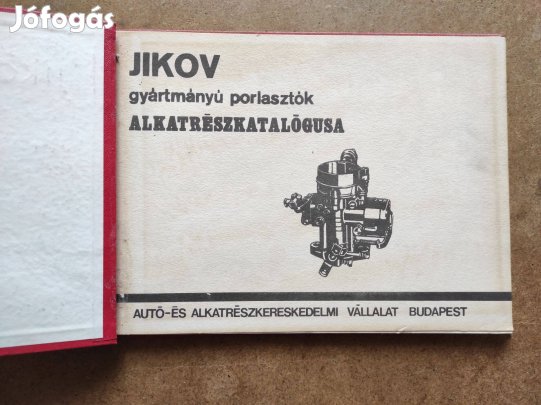 Jófogás
JIKOV
gyártmányú porlasztók
ALKATRÉSZKATALÓGUSA
AUTÓ-ÉS ALKATRÉSZKERESKEDELMI VÁLLALAT BUDAPEST